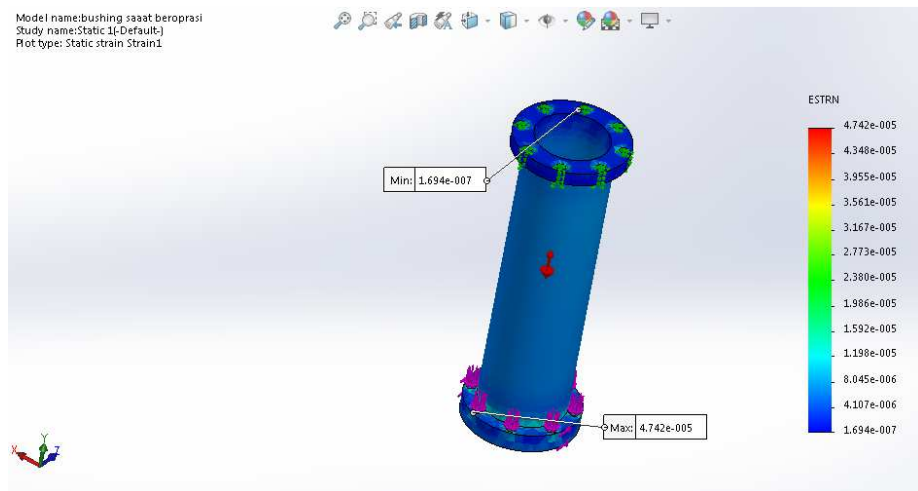 Model name:bushing saaat beroprasi
Study name:Static 1(-Default-)
Plot type: Static strain Strain1
ESTRN
4.742e-005
4.348e-005
3.955e-005
3.561e-005
3.167e-005
2.773e-005
2.380e-005
1.986e-005
1.592e-005
1.198e-005
8.045e-006
4.107e-006
1.694e-007
Min: 1.694e-007
Max: 4.742e-005
Y
X
Z